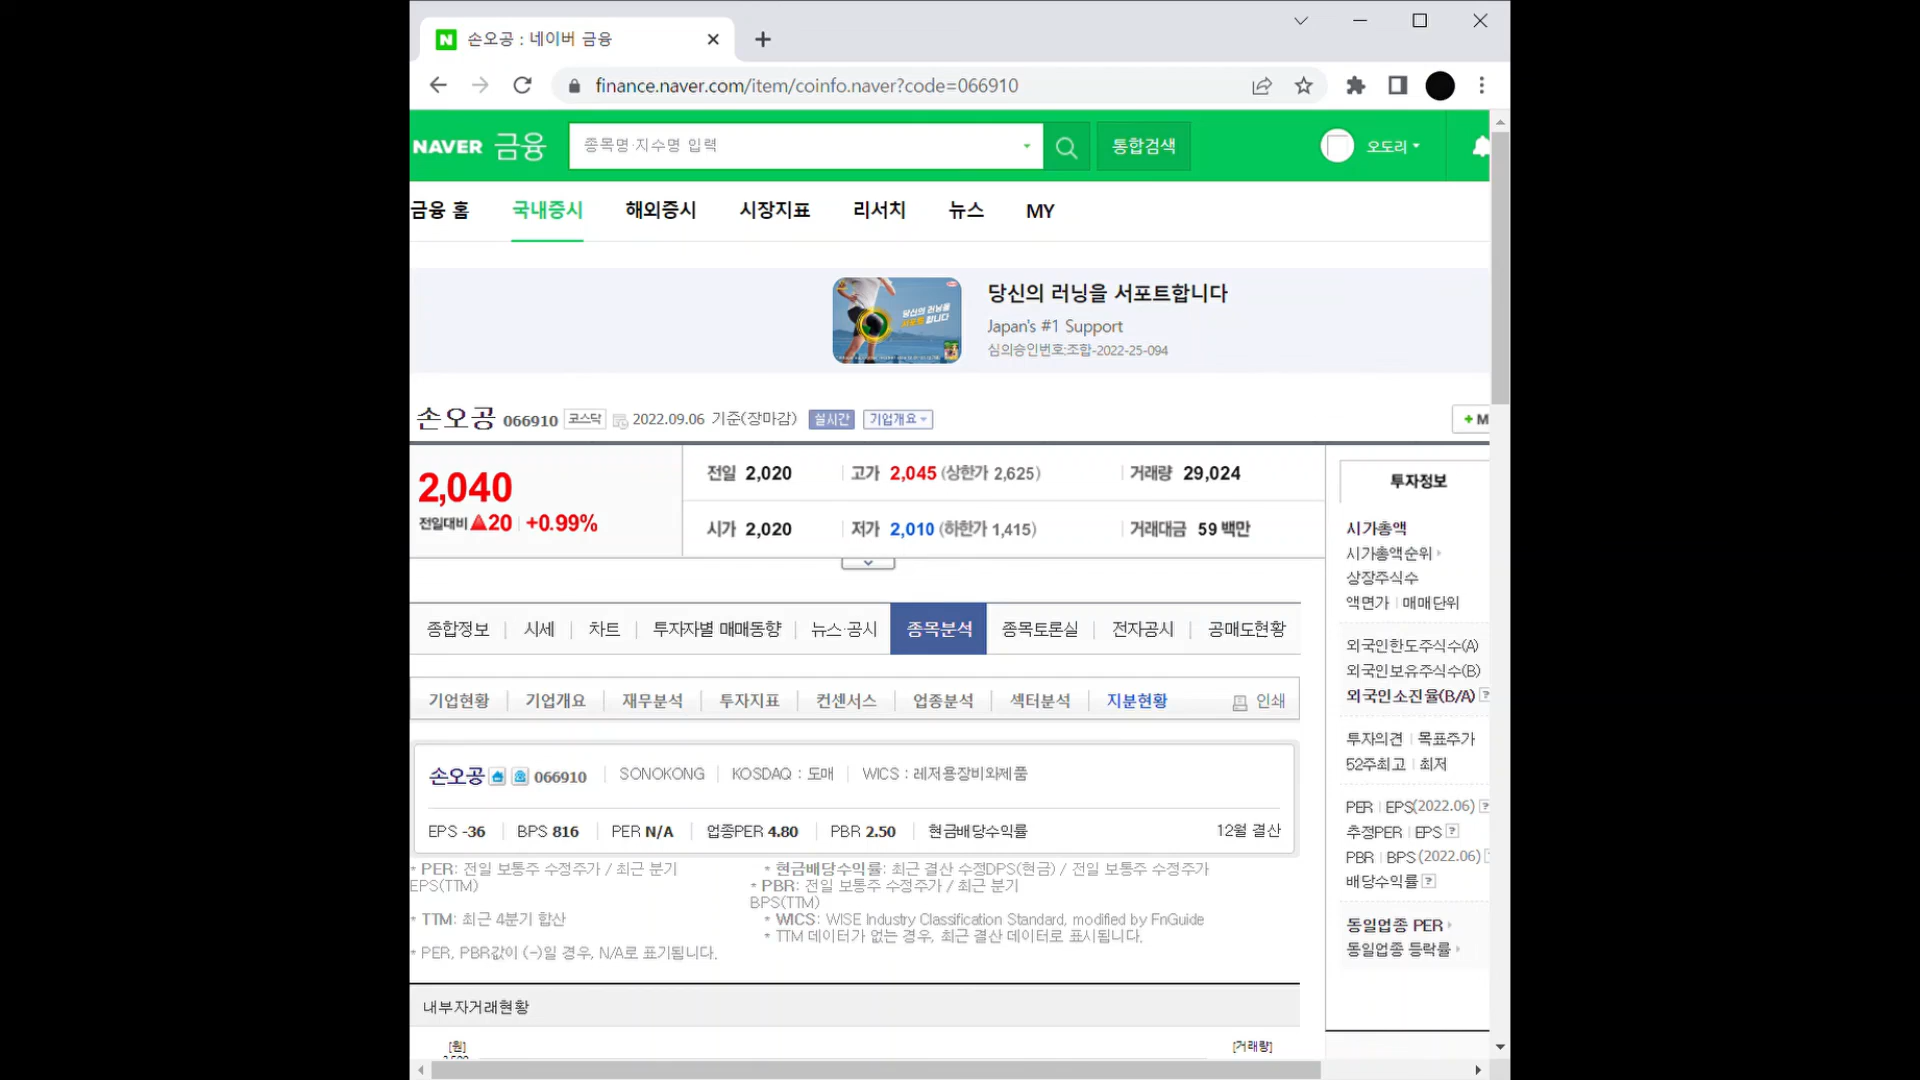 손오공 : 네이버 금융
finance.naver.com/item/coinfo.naver?code=066910
NAVER 금융 종목명·지수명 입력 통합검색 오토리
금융 홈 국내증시 해외증시 시장지표 리서치 뉴스 MY
당신의 러닝을 서포트합니다
Japan's #1 Support
심의승인번호:조합-2022-25-094
당신의 러닝을
서포트 합니다
손오공 066910 코스닥 2022.09.06 기준(장마감) 실시간 기업개요 + M
2,040 전일 2,020 고가 2,045 (상한가 2,625) 거래량 29,024
전일대비 ▲20 +0.99% 시가 2,020 저가 2,010 (하한가 1,415) 거래대금 59 백만
종합정보 시세 차트 투자자별 매매동향 뉴스·공시 종목분석 종목토론실 전자공시 공매도현황
기업현황 기업개요 재무분석 투자지표 컨센서스 업종분석 섹터분석 지분현황 인쇄
손오공 066910 SONOKONG KOSDAQ : 도매 WICS : 레저용장비와제품
EPS -36 BPS 816 PER N/A 업종PER 4.80 PBR 2.50 현금배당수익률 12월 결산
* PER: 전일 보통주 수정주가 / 최근 분기
EPS(TTM)
* 현금배당수익률: 최근 결산 수정DPS(현금) / 전일 보통주 수정주가
* PBR: 전일 보통주 수정주가 / 최근 분기
BPS(TTM)
* TTM: 최근 4분기 합산
* WICS: WISE Industry Classification Standard, modified by FnGuide
* TTM 데이터가 없는 경우, 최근 결산 데이터로 표시됩니다.
* PER, PBR값이 (-)일 경우, N/A로 표기됩니다.
내부자거래현황
[원] [거래량]
투자정보
시가총액
시가총액순위
상장주식수
액면가 | 매매단위
외국인한도주식수(A)
외국인보유주식수(B)
외국인소진율(B/A) ?
투자의견 | 목표주가
52주최고 | 최저
PER | EPS(2022.06) ?
추정PER | EPS ?
PBR | BPS (2022.06)
배당수익률 ?
동일업종 PER
동일업종 등락률